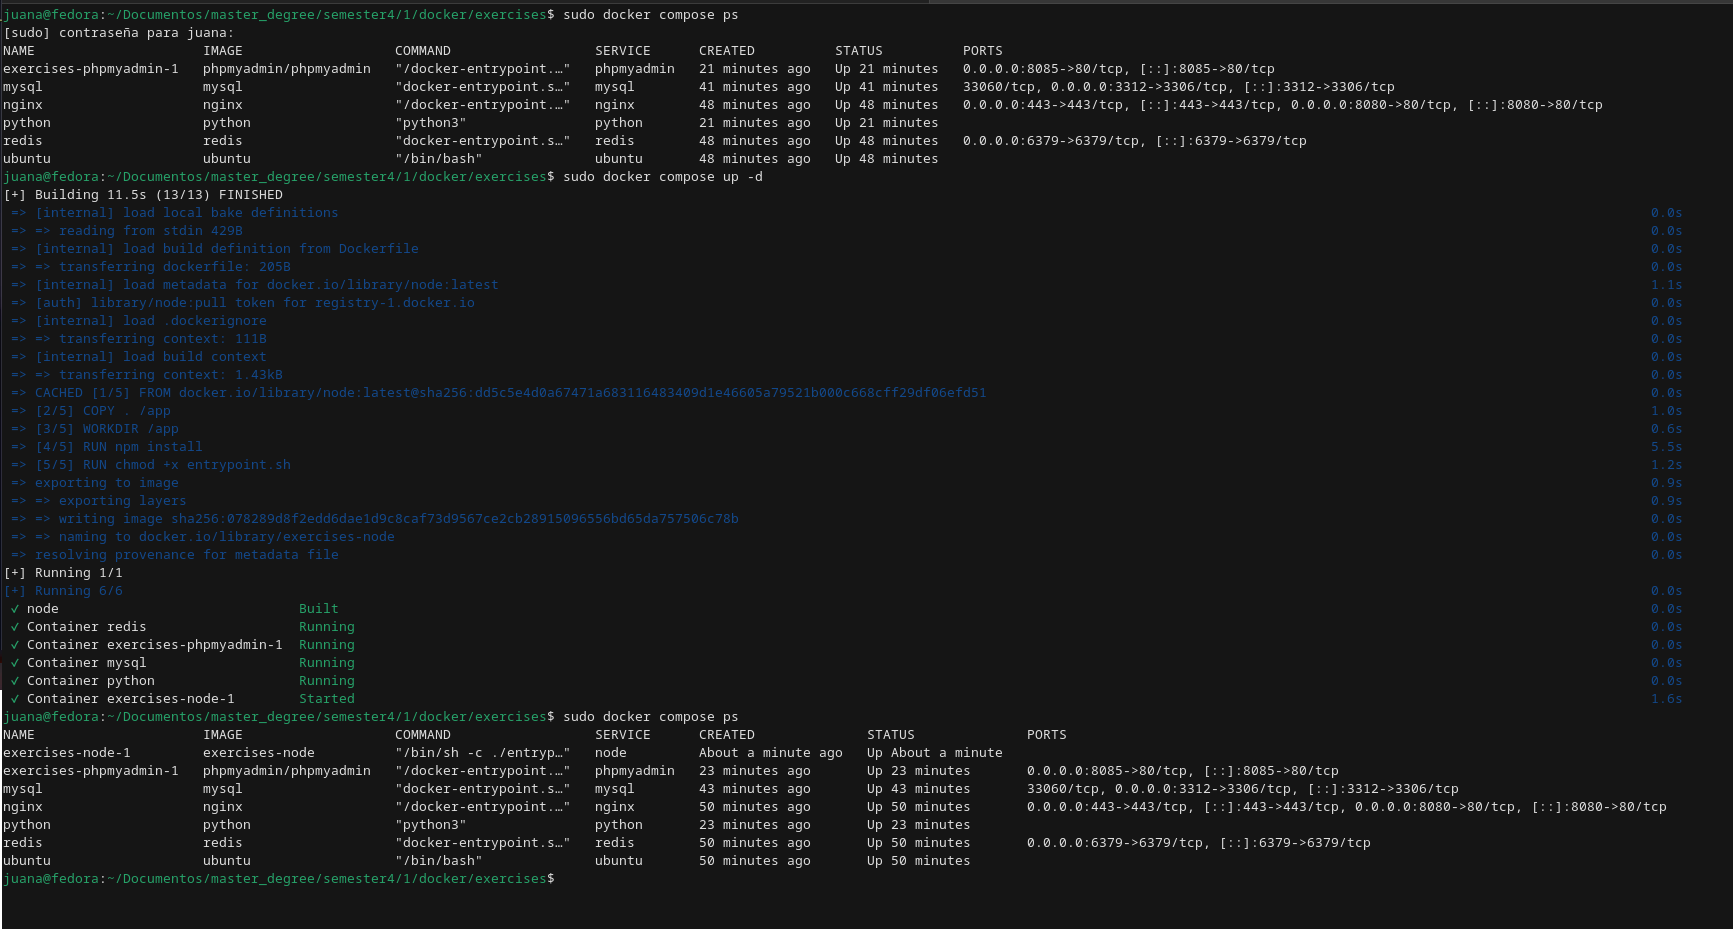 juana@fedora:~/Documentos/master_degree/semester4/1/docker/exercises$ sudo docker compose ps
[sudo] contraseña para juana:
NAME IMAGE COMMAND SERVICE CREATED STATUS PORTS
exercises-phpmyadmin-1 phpmyadmin/phpmyadmin "/docker-entrypoint.…" phpmyadmin 21 minutes ago Up 21 minutes 0.0.0.0:8085->80/tcp, [::]:8085->80/tcp
mysql mysql "docker-entrypoint.s…" mysql 41 minutes ago Up 41 minutes 33060/tcp, 0.0.0.0:3312->3306/tcp, [::]:3312->3306/tcp
nginx nginx "/docker-entrypoint.…" nginx 48 minutes ago Up 48 minutes 0.0.0.0:443->443/tcp, [::]:443->443/tcp, 0.0.0.0:8080->80/tcp, [::]:8080->80/tcp
python python "python3" python 21 minutes ago Up 21 minutes
redis redis "docker-entrypoint.s…" redis 48 minutes ago Up 48 minutes 0.0.0.0:6379->6379/tcp, [::]:6379->6379/tcp
ubuntu ubuntu "/bin/bash" ubuntu 48 minutes ago Up 48 minutes
juana@fedora:~/Documentos/master_degree/semester4/1/docker/exercises$ sudo docker compose up -d
[+] Building 11.5s (13/13) FINISHED
=> [internal] load local bake definitions 0.0s
=> => reading from stdin 429B 0.0s
=> [internal] load build definition from Dockerfile 0.0s
=> => transferring dockerfile: 205B 0.0s
=> [internal] load metadata for docker.io/library/node:latest 1.1s
=> [auth] library/node:pull token for registry-1.docker.io 0.0s
=> [internal] load .dockerignore 0.0s
=> => transferring context: 111B 0.0s
=> [internal] load build context 0.0s
=> => transferring context: 1.43kB 0.0s
=> CACHED [1/5] FROM docker.io/library/node:latest@sha256:dd5c5e4d0a67471a683116483409d1e46605a79521b000c668cff29df06efd51 0.0s
=> [2/5] COPY . /app 1.0s
=> [3/5] WORKDIR /app 0.6s
=> [4/5] RUN npm install 5.5s
=> [5/5] RUN chmod +x entrypoint.sh 1.2s
=> exporting to image 0.9s
=> => exporting layers 0.9s
=> => writing image sha256:078289d8f2edd6dae1d9c8caf73d9567ce2cb28915096556bd65da757506c78b 0.0s
=> => naming to docker.io/library/exercises-node 0.0s
=> resolving provenance for metadata file 0.0s
[+] Running 1/1
[+] Running 6/6 0.0s
✓ node Built 0.0s
✓ Container redis Running 0.0s
✓ Container exercises-phpmyadmin-1 Running 0.0s
✓ Container mysql Running 0.0s
✓ Container python Running 0.0s
✓ Container exercises-node-1 Started 1.6s
juana@fedora:~/Documentos/master_degree/semester4/1/docker/exercises$ sudo docker compose ps
NAME IMAGE COMMAND SERVICE CREATED STATUS PORTS
exercises-node-1 exercises-node "/bin/sh -c ./entryp…" node About a minute ago Up About a minute
exercises-phpmyadmin-1 phpmyadmin/phpmyadmin "/docker-entrypoint.…" phpmyadmin 23 minutes ago Up 23 minutes 0.0.0.0:8085->80/tcp, [::]:8085->80/tcp
mysql mysql "docker-entrypoint.s…" mysql 43 minutes ago Up 43 minutes 33060/tcp, 0.0.0.0:3312->3306/tcp, [::]:3312->3306/tcp
nginx nginx "/docker-entrypoint.…" nginx 50 minutes ago Up 50 minutes 0.0.0.0:443->443/tcp, [::]:443->443/tcp, 0.0.0.0:8080->80/tcp, [::]:8080->80/tcp
python python "python3" python 23 minutes ago Up 23 minutes
redis redis "docker-entrypoint.s…" redis 50 minutes ago Up 50 minutes 0.0.0.0:6379->6379/tcp, [::]:6379->6379/tcp
ubuntu ubuntu "/bin/bash" ubuntu 50 minutes ago Up 50 minutes
juana@fedora:~/Documentos/master_degree/semester4/1/docker/exercises$